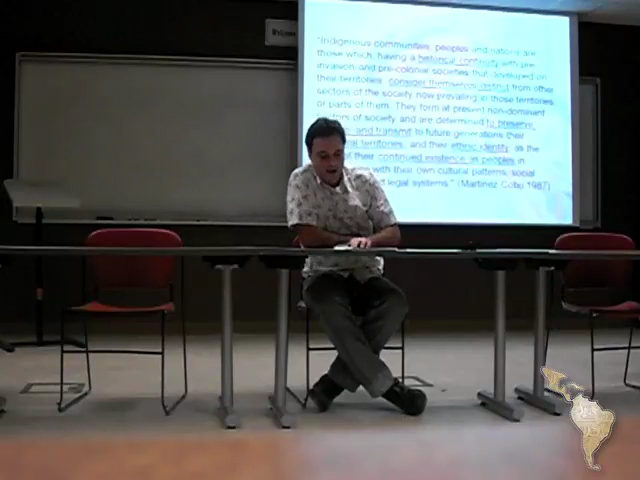 "Indigenous communities, peoples and nations are
those which, having a historical continuity with pre-
invasion and pre-colonial societies that developed on
their territories, consider themselves distinct from other
sectors of the society now prevailing in those territories,
or parts of them. They form at present non-dominant
of society and are determined to preserve,
and transmit to future generations their
territories, and their ethnic identity, as the
of their continued existence as peoples in
with their own cultural patterns, social
legal systems." (Martinez Cobo 1987)